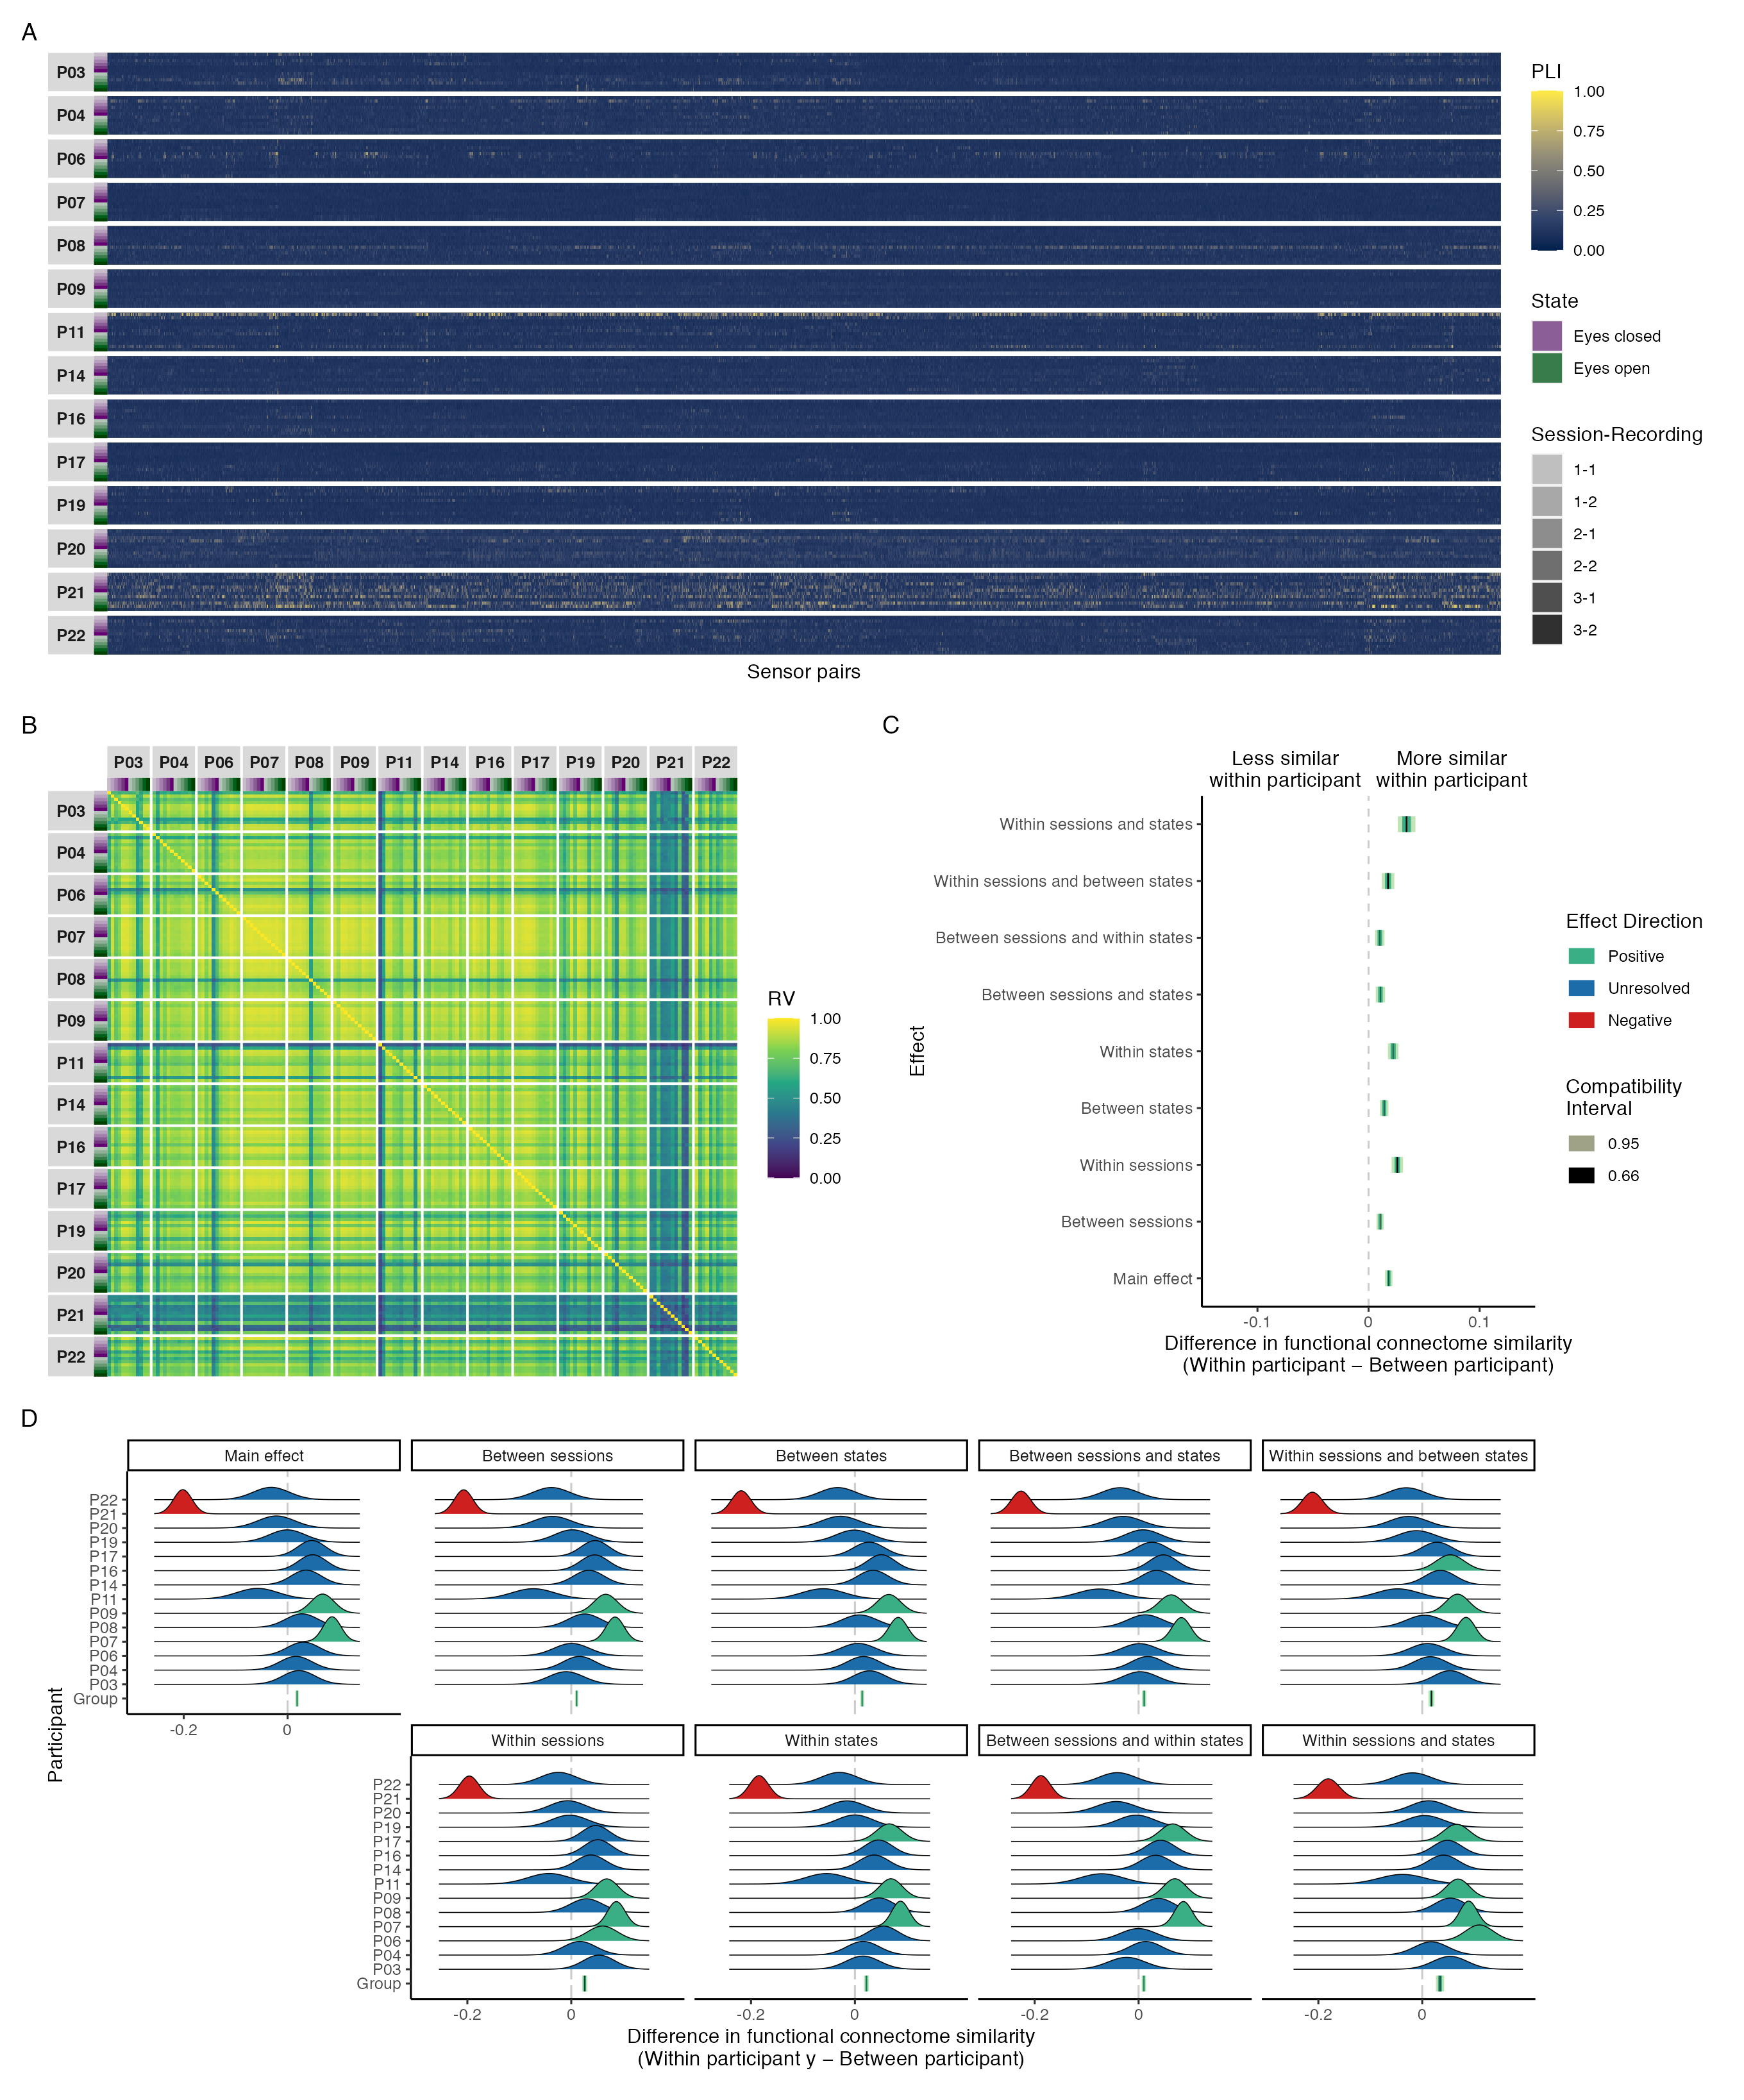 A
P03
P04
P06
P07
P08
P09
P11
P14
P16
P17
P19
P20
P21
P22
Sensor pairs
PLI
1.00
0.75
0.50
0.25
0.00
State
Eyes closed
Eyes open
Session-Recording
1-1
1-2
2-1
2-2
3-1
3-2
B
P03 P04 P06 P07 P08 P09 P11 P14 P16 P17 P19 P20 P21 P22
P03
P04
P06
P07
P08
P09
P11
P14
P16
P17
P19
P20
P21
P22
RV
1.00
0.75
0.50
0.25
0.00
C
Less similar
within participant
More similar
within participant
Effect
Within sessions and states
Within sessions and between states
Between sessions and within states
Between sessions and states
Within states
Between states
Within sessions
Between sessions
Main effect
-0.1 0 0.1
Difference in functional connectome similarity
(Within participant – Between participant)
Effect Direction
Positive
Unresolved
Negative
Compatibility
Interval
0.95
0.66
D
Main effect
Between sessions
Between states
Between sessions and states
Within sessions and between states
Participant
P22
P21
P20
P19
P17
P16
P14
P11
P09
P08
P07
P06
P04
P03
Group
-0.2 0
Within sessions
Within states
Between sessions and within states
Within sessions and states
P22
P21
P20
P19
P17
P16
P14
P11
P09
P08
P07
P06
P04
P03
Group
-0.2 0
-0.2 0
-0.2 0
-0.2 0
Difference in functional connectome similarity
(Within participant y – Between participant)